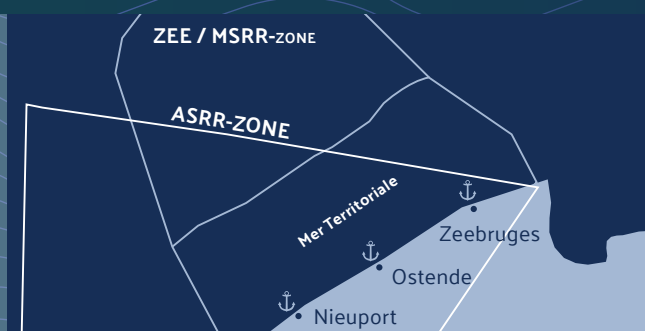 ZEE / MSRR-ZONE
ASRR-ZONE
Mer Territoriale
Zeebruges
Ostende
Nieuport